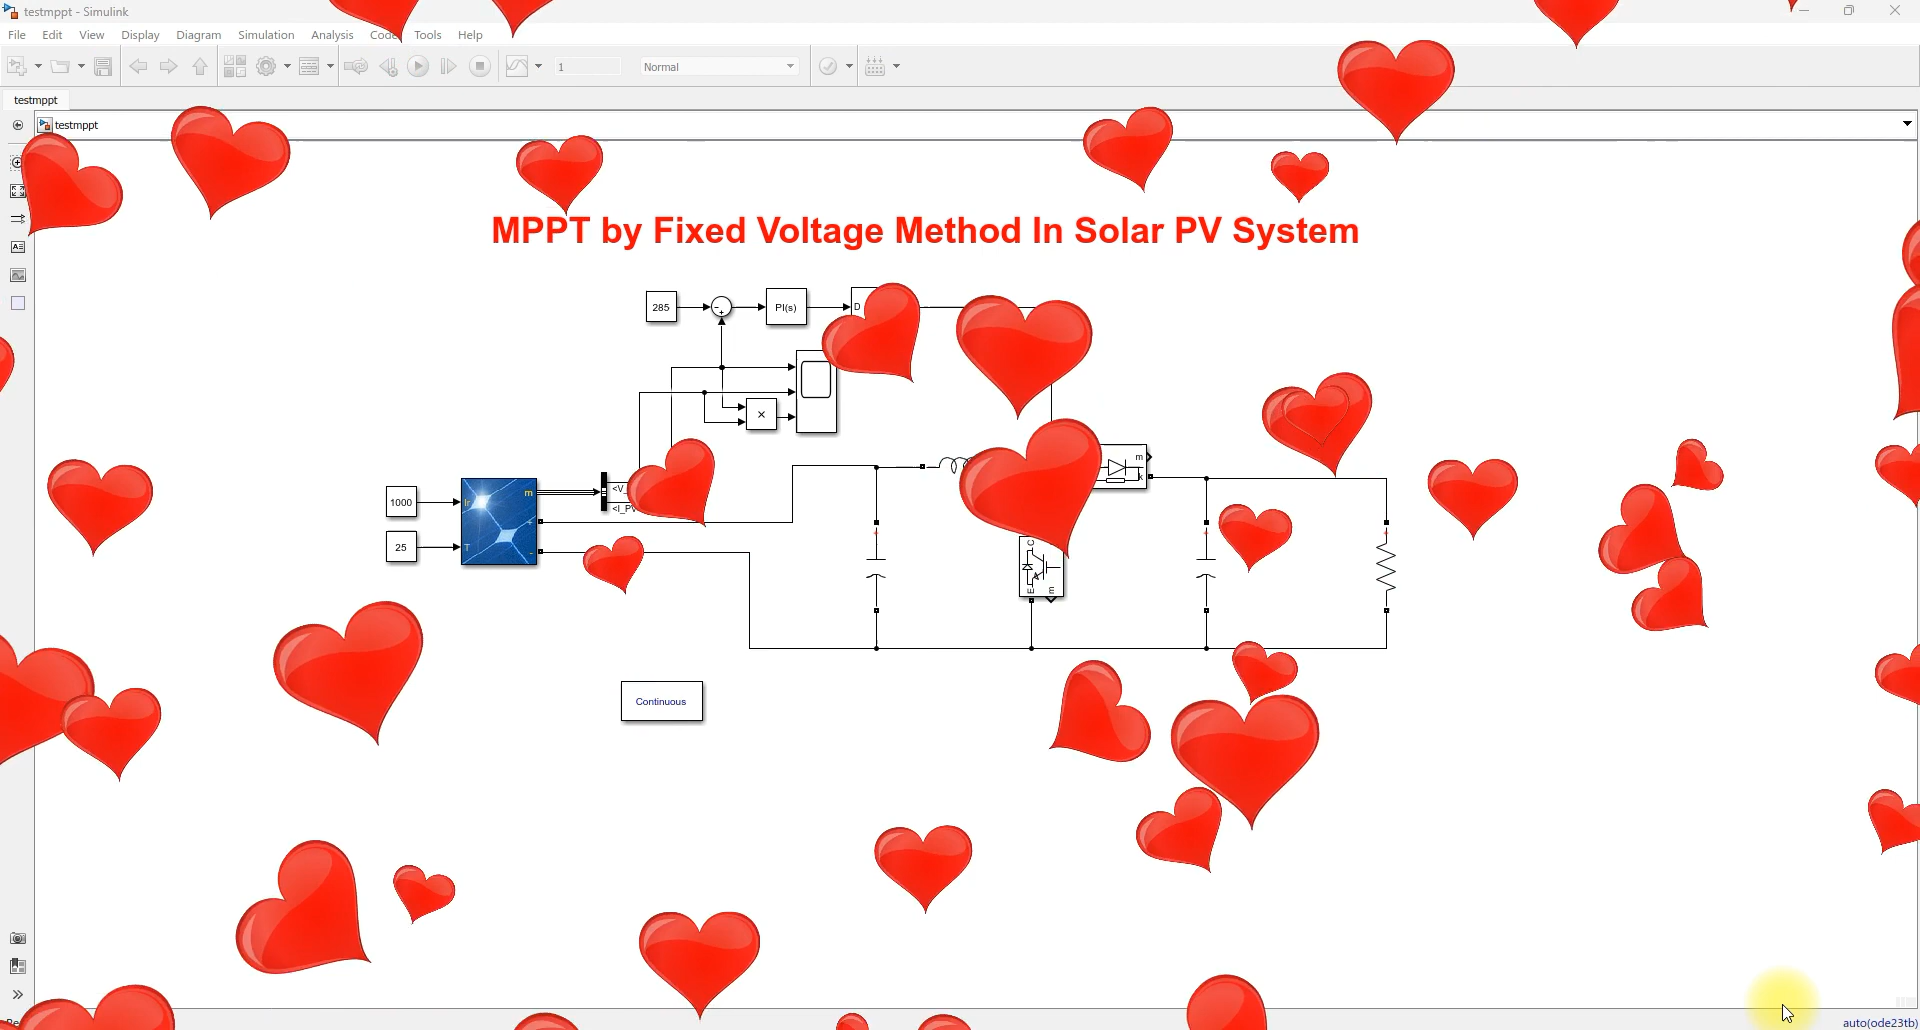 testmppt - Simulink
File Edit View Display Diagram Simulation Analysis Tools Help
1 Normal
testmppt
testmppt
MPPT by Fixed Voltage Method In Solar PV System
285
PI(s)
D
×
m
k
1000
25
Ir
T
m
+
-
C
E
m
Continuous
auto(ode23tb)